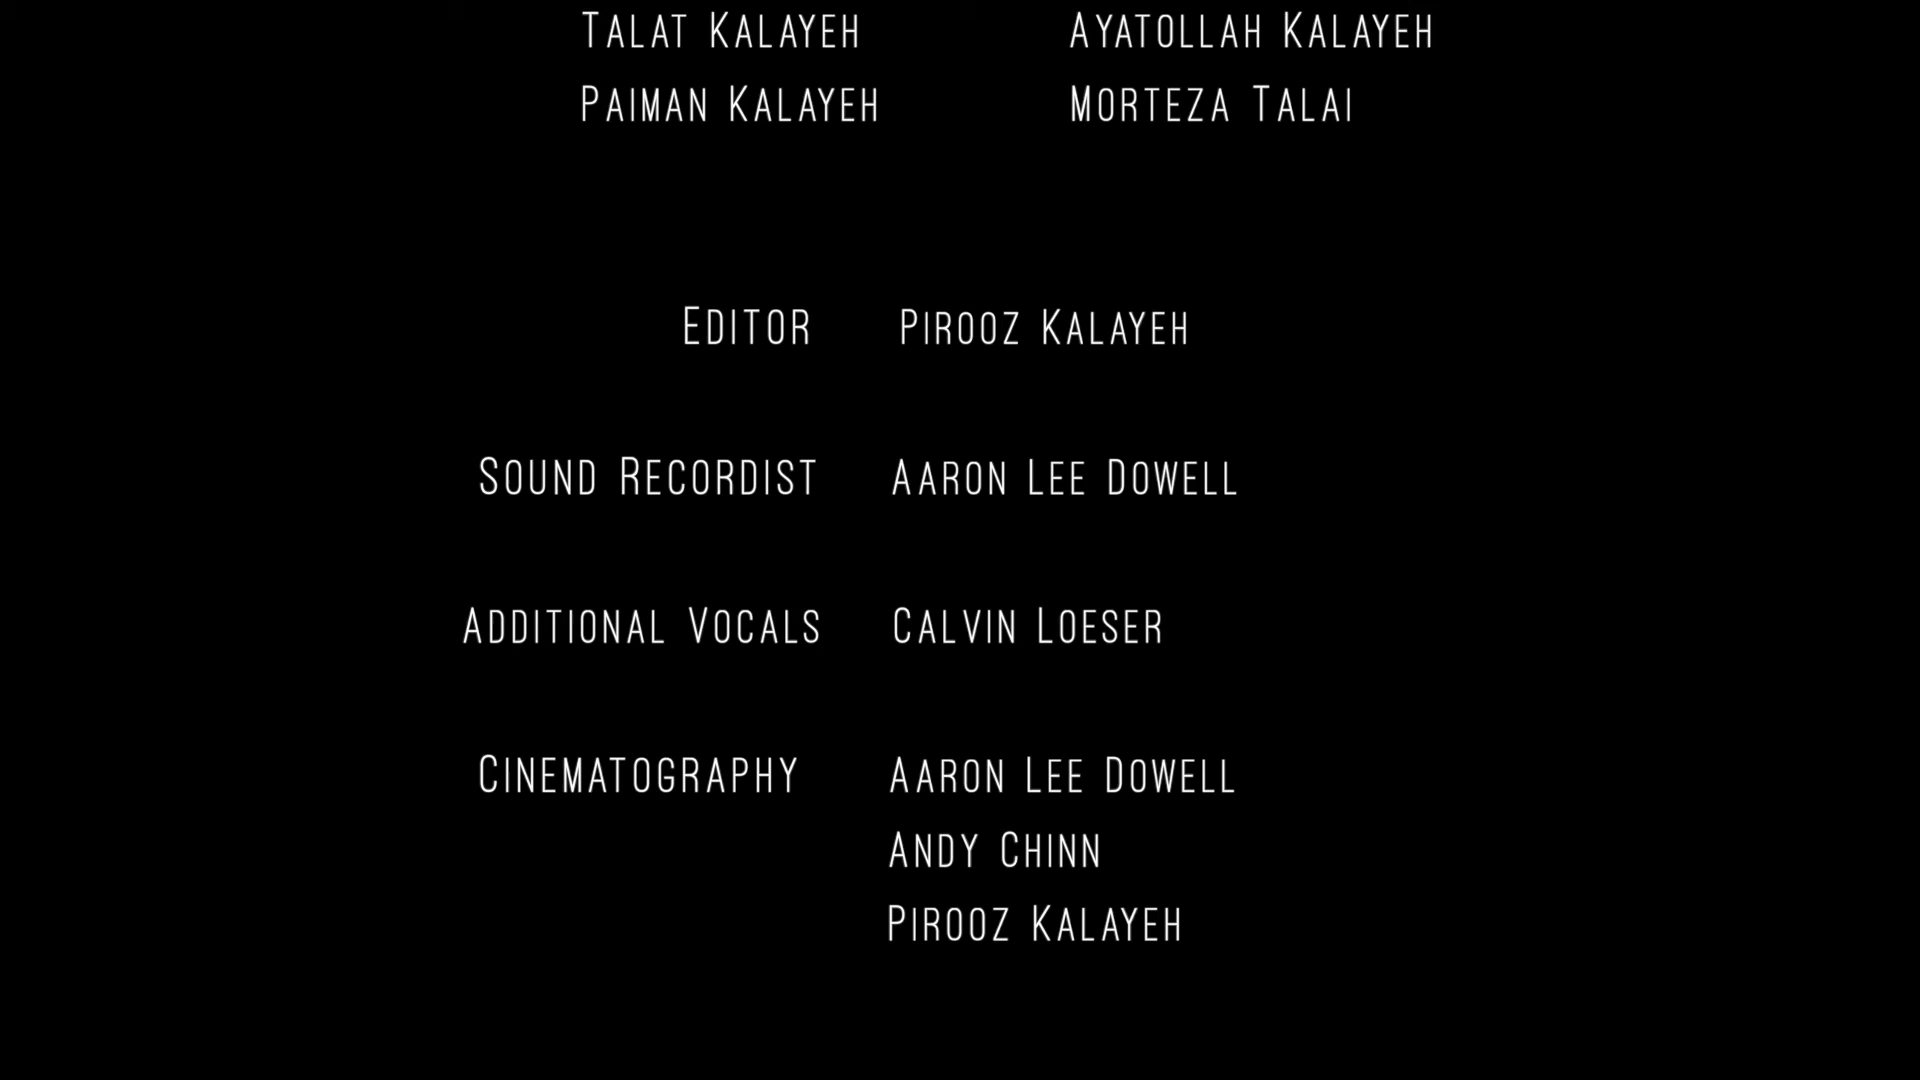 Talat Kalayeh Ayatollah Kalayeh
Paiman Kalayeh Morteza Talai
Editor Pirooz Kalayeh
Sound Recordist Aaron Lee Dowell
Additional Vocals Calvin Loeser
Cinematography Aaron Lee Dowell
Andy Chinn
Pirooz Kalayeh